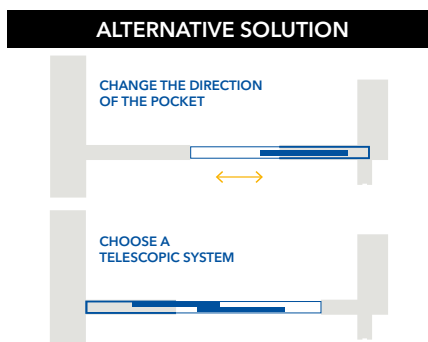 ALTERNATIVE SOLUTION
CHANGE THE DIRECTION
OF THE POCKET
CHOOSE A
TELESCOPIC SYSTEM